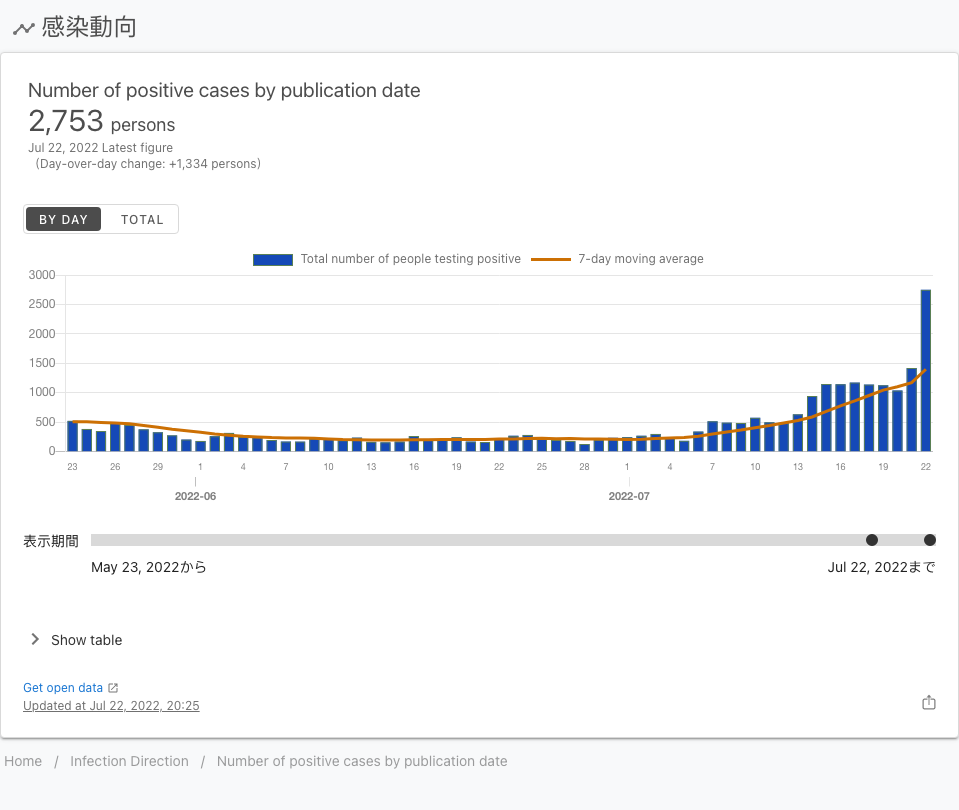 感染動向
Number of positive cases by publication date
2,753 persons
Jul 22, 2022 Latest figure
(Day-over-day change: +1,334 persons)
BY DAY TOTAL
Total number of people testing positive 7-day moving average
3000
2500
2000
1500
1000
500
0
23 26 29 1 4 7 10 13 16 19 22 25 28 1 4 7 10 13 16 19 22
2022-06 2022-07
表示期間
May 23, 2022から Jul 22, 2022まで
Show table
Get open data
Updated at Jul 22, 2022, 20:25
Home / Infection Direction / Number of positive cases by publication date